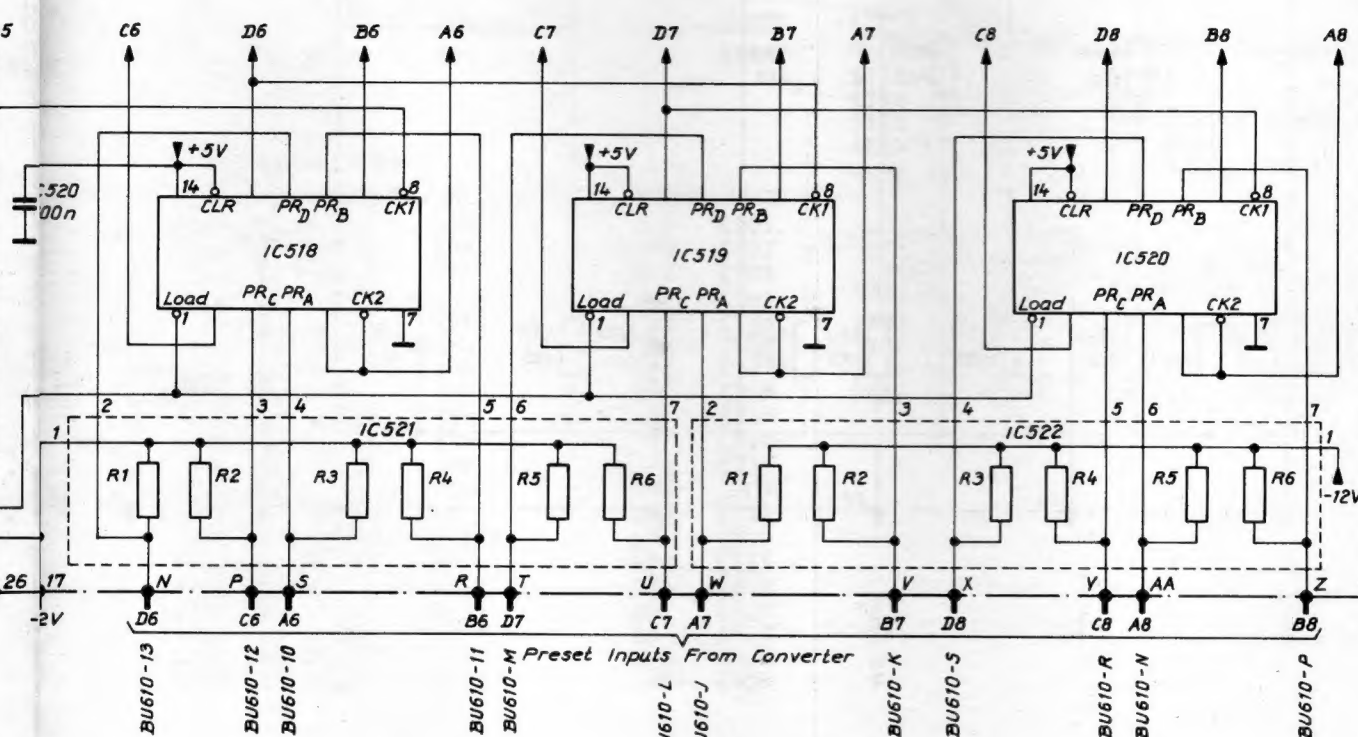 5 C6 D6 B6 A6 C7 D7 B7 A7 C8 D8 B8 A8
+5V +5V +5V
14 8 14 8 14 8
C520 CLR PRD PRB CK1 CLR PRD PRB CK1 CLR PRD PRB CK1
00n
IC518 IC519 IC520
Load PRC PRA CK2 Load PRC PRA CK2 Load PRC PRA CK2
1 7 1 7 1 7
2 3 4 5 6 7 2 3 4 5 6 7
1 IC521 IC522 1
R1 R2 R3 R4 R5 R6 R1 R2 R3 R4 R5 R6
-12V
26 17 N P S R T U W V X Y AA Z
-2V D6 C6 A6 B6 D7 C7 A7 B7 D8 C8 A8 B8
Preset Inputs From Converter
BU610-13 BU610-12 BU610-10 BU610-11 BU610-M U610-L U610-J BU610-K BU610-S BU610-R BU610-N BU610-P